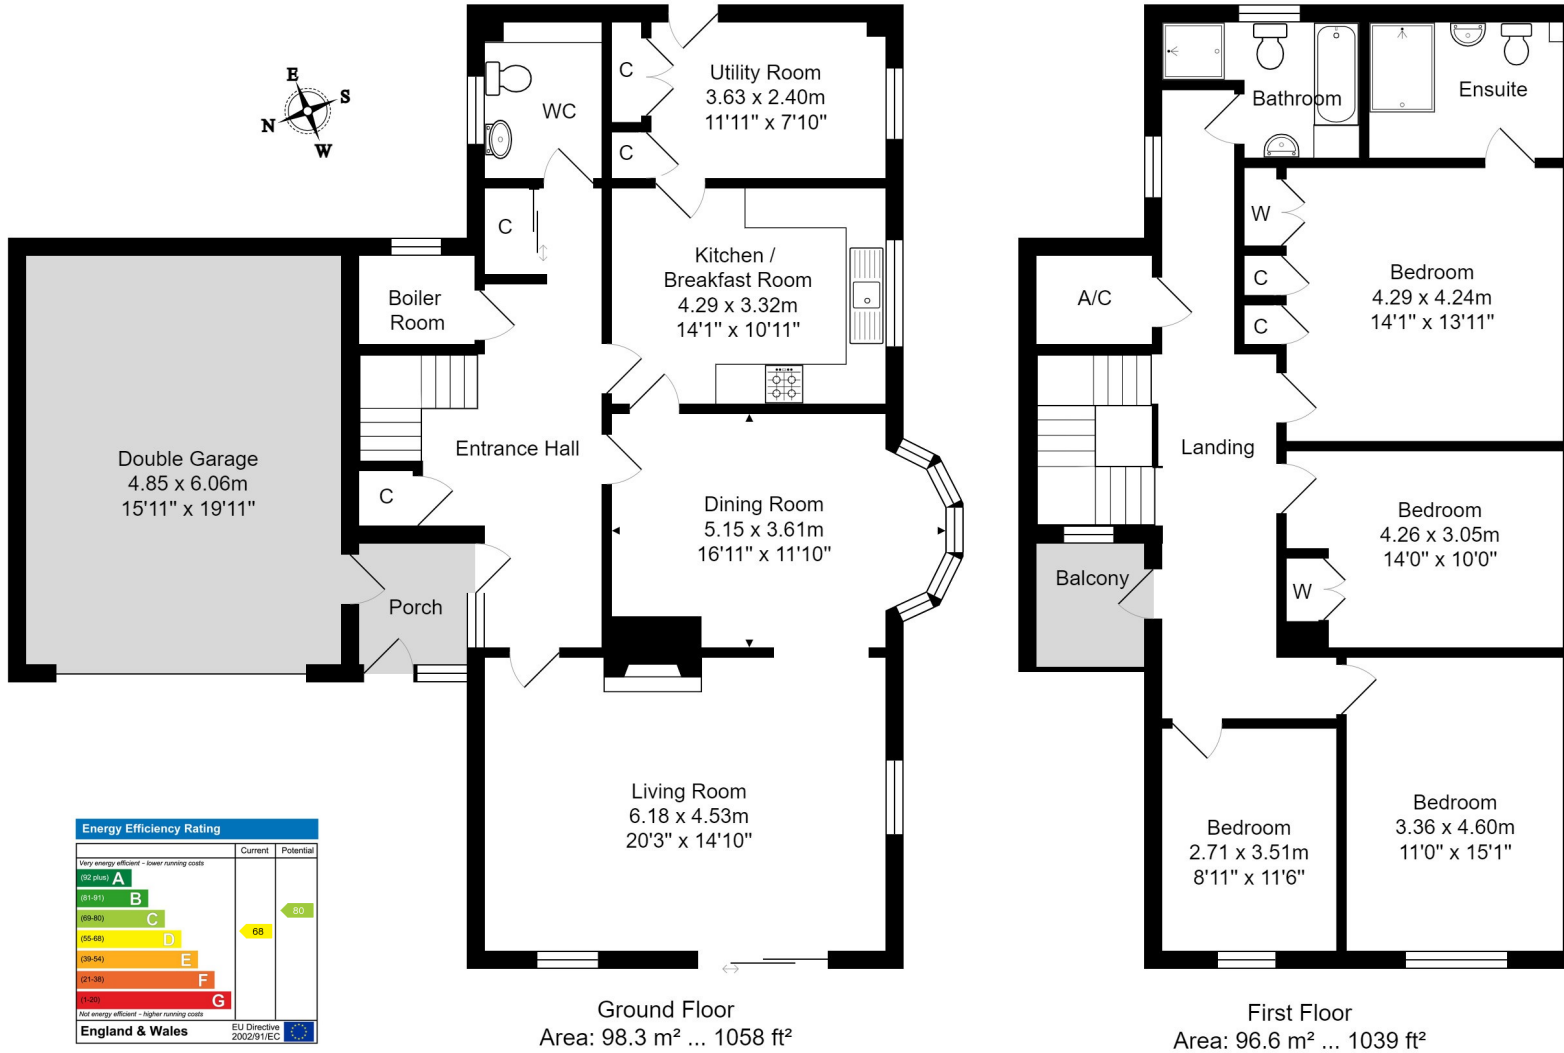 E
S
N
W
C
Utility Room
3.63 x 2.40m
11'11" x 7'10"
WC
C
C
Kitchen /
Breakfast Room
4.29 x 3.32m
14'1" x 10'11"
Boiler
Room
Double Garage
4.85 x 6.06m
15'11" x 19'11"
Entrance Hall
C
Dining Room
5.15 x 3.61m
16'11" x 11'10"
Porch
Living Room
6.18 x 4.53m
20'3" x 14'10"
Ground Floor
Area: 98.3 m² ... 1058 ft²
Bathroom
Ensuite
W
C
C
Bedroom
4.29 x 4.24m
14'1" x 13'11"
A/C
Landing
Bedroom
4.26 x 3.05m
14'0" x 10'0"
W
Balcony
Bedroom
2.71 x 3.51m
8'11" x 11'6"
Bedroom
3.36 x 4.60m
11'0" x 15'1"
First Floor
Area: 96.6 m² ... 1039 ft²
Energy Efficiency Rating
Current Potential
Very energy efficient - lower running costs
(92 plus) A
(81-91) B
(69-80) C
(55-68) D
(39-54) E
(21-38) F
(1-20) G
68
80
Not energy efficient - higher running costs
England & Wales
EU Directive
2002/91/EC